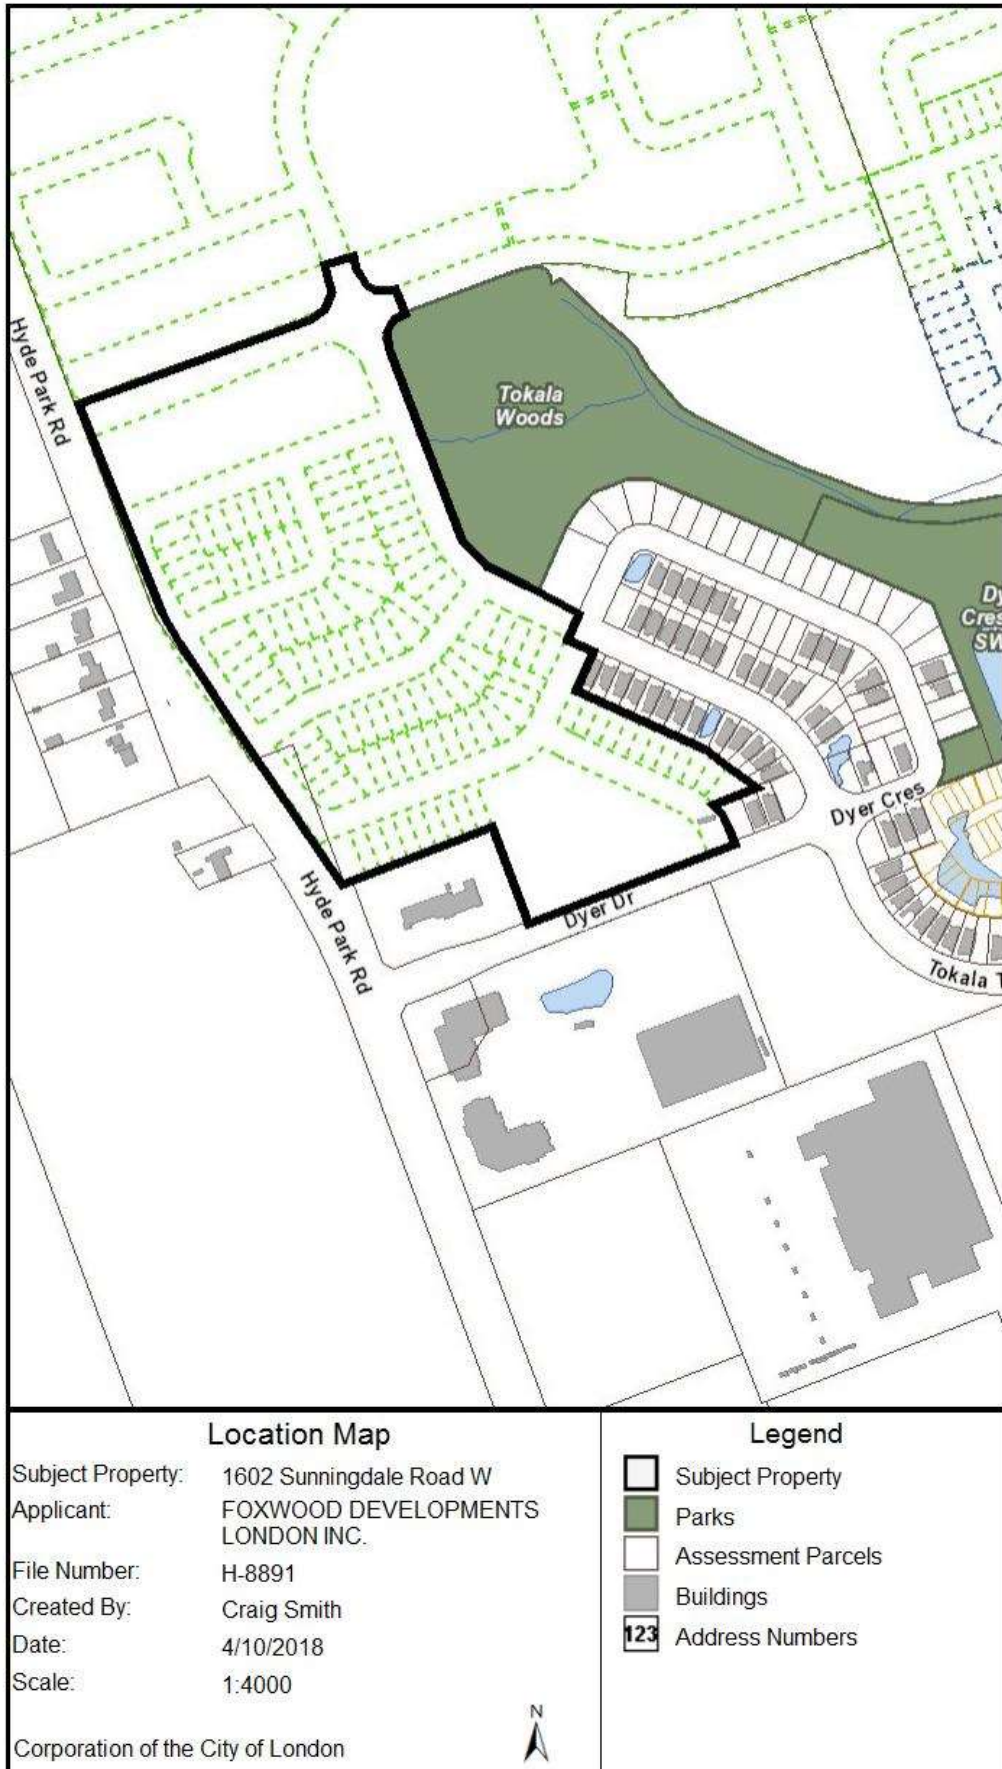 Hyde Park Rd
Tokala
Woods
Dyer Cres
Hyde Park Rd
Dyer Dr
Tokala
Location Map
Subject Property: 1602 Sunningdale Road W
Applicant: FOXWOOD DEVELOPMENTS
LONDON INC.
File Number: H-8891
Created By: Craig Smith
Date: 4/10/2018
Scale: 1:4000
Corporation of the City of London
N
Legend
Subject Property
Parks
Assessment Parcels
Buildings
123 Address Numbers